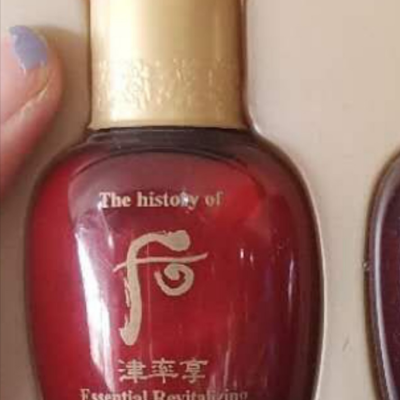 The history of
后
津率享
Essential Revitalizing